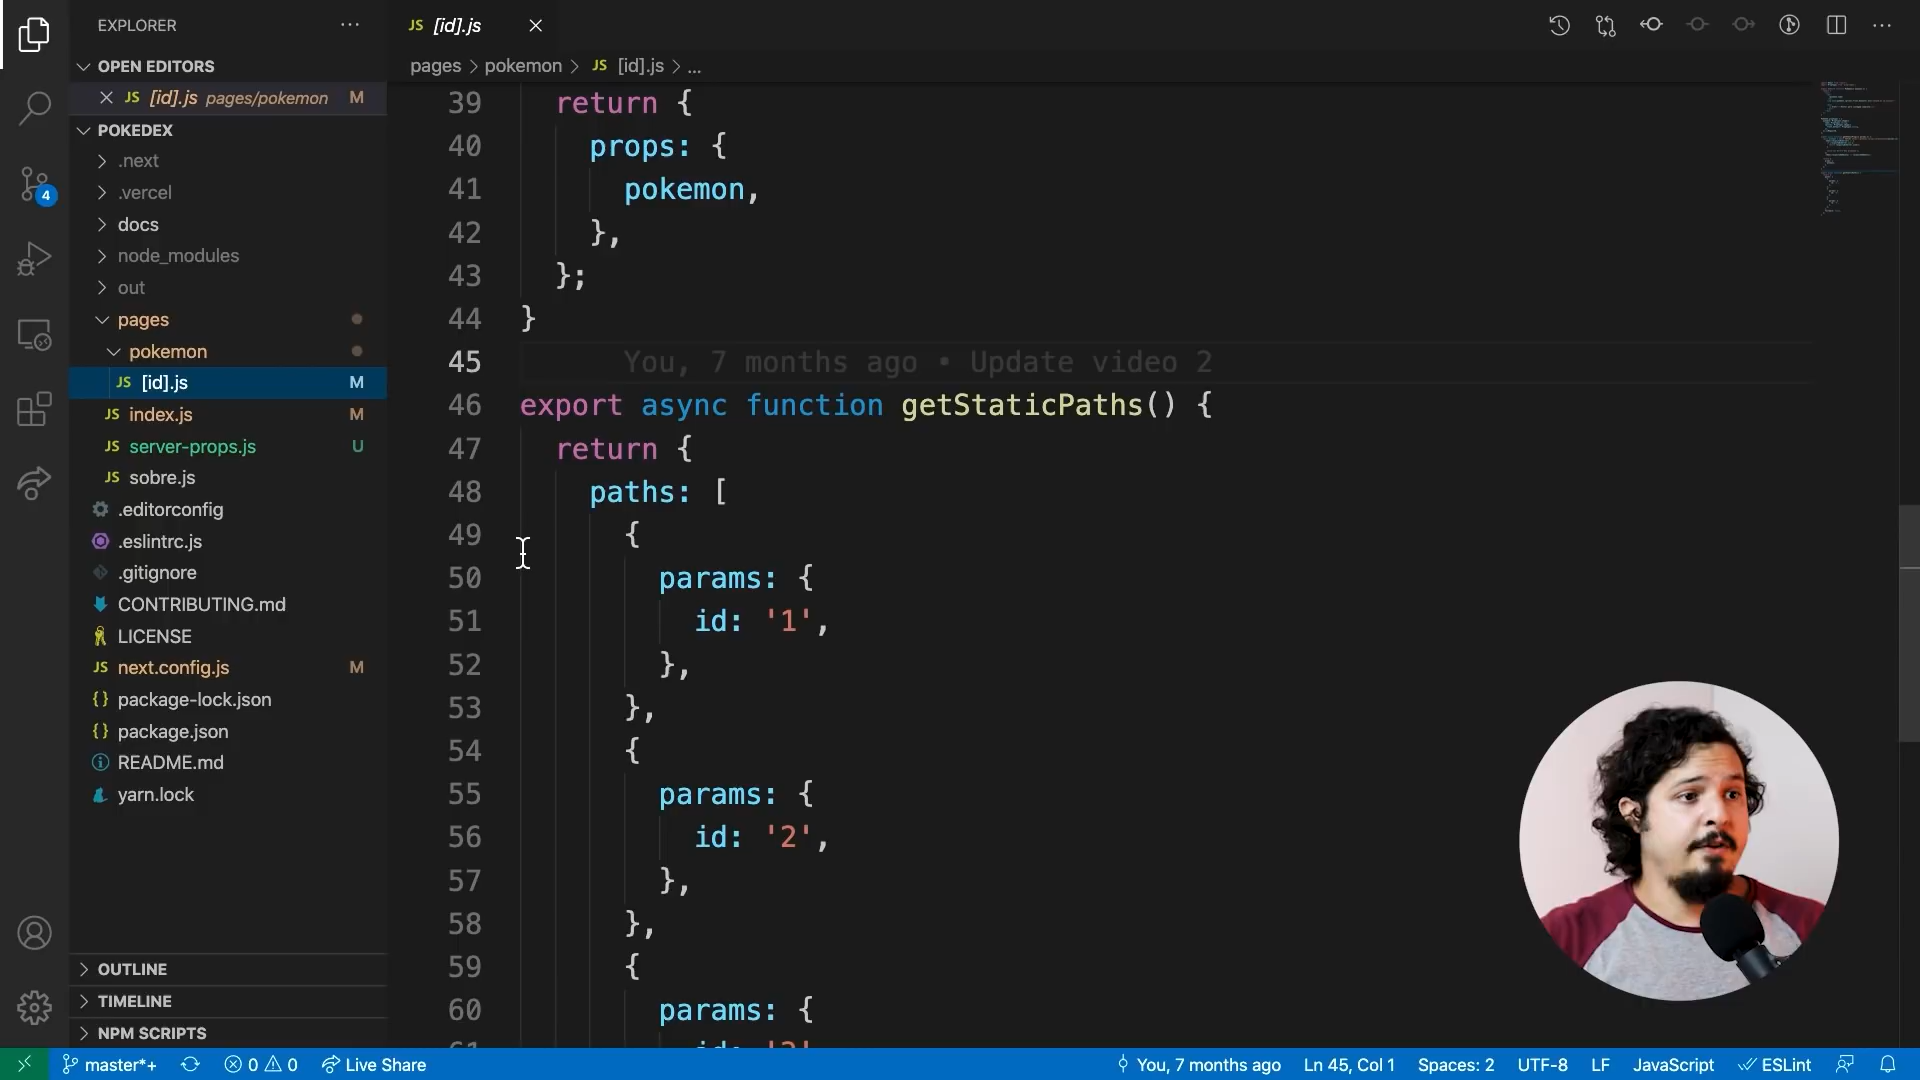 EXPLORER
[id].js
OPEN EDITORS
pages
pokemon
JS [id].js
...
JS [id].js pages/pokemon M
POKEDEX
.next
.vercel
docs
node_modules
out
pages
pokemon
JS [id].js M
JS index.js M
JS server-props.js U
JS sobre.js
.editorconfig
.eslintrc.js
.gitignore
CONTRIBUTING.md
LICENSE
JS next.config.js M
{} package-lock.json
{} package.json
README.md
yarn.lock
OUTLINE
TIMELINE
NPM SCRIPTS
4
JS
39 return {
40 props: {
41 pokemon,
42 },
43 };
44 }
45 You, 7 months ago • Update video 2
46 export async function getStaticPaths() {
47 return {
48 paths: [
49 {
50 params: {
51 id: '1',
52 },
53 },
54 {
55 params: {
56 id: '2',
57 },
58 },
59 {
60 params: {
master*+
0 0
Live Share
You, 7 months ago
Ln 45, Col 1
Spaces: 2
UTF-8
LF
JavaScript
ESLint